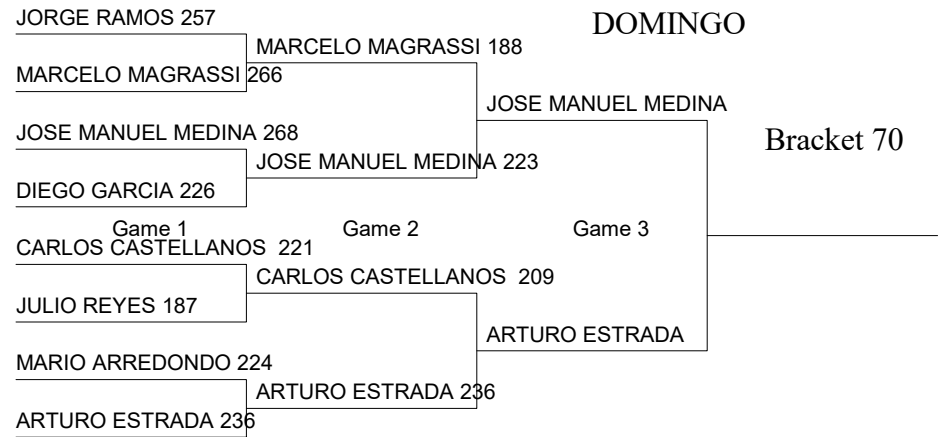 JORGE RAMOS 257
DOMINGO
MARCELO MAGRASSI 188
MARCELO MAGRASSI 266
JOSE MANUEL MEDINA
JOSE MANUEL MEDINA 268
Bracket 70
JOSE MANUEL MEDINA 223
DIEGO GARCIA 226
Game 1
Game 2
Game 3
CARLOS CASTELLANOS  221
CARLOS CASTELLANOS  209
JULIO REYES 187
ARTURO ESTRADA
MARIO ARREDONDO 224
ARTURO ESTRADA 236
ARTURO ESTRADA 236